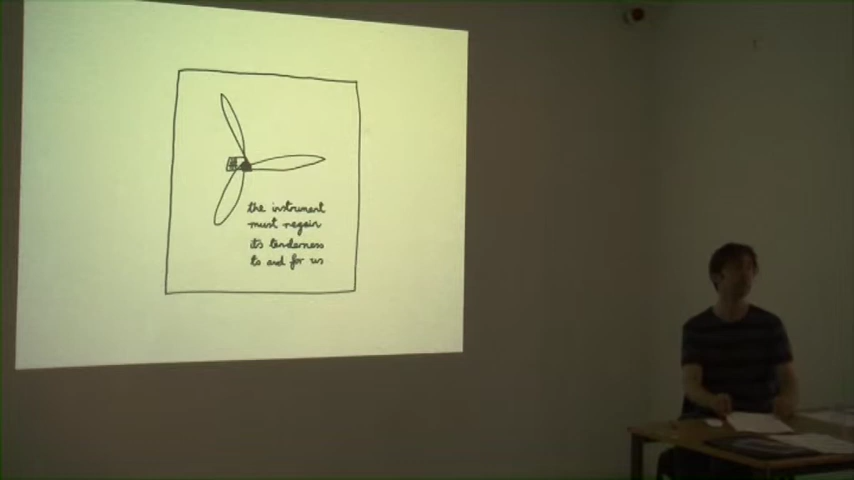 the instrument
must regain
its tenderness
to and for us